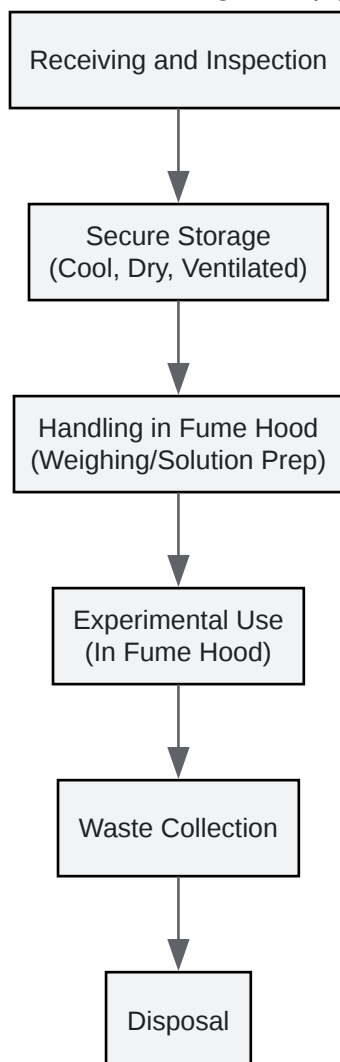 Receiving and Inspection
Secure Storage
(Cool, Dry, Ventilated)
Handling in Fume Hood
(Weighing/Solution Prep)
Experimental Use
(In Fume Hood)
Waste Collection
Disposal